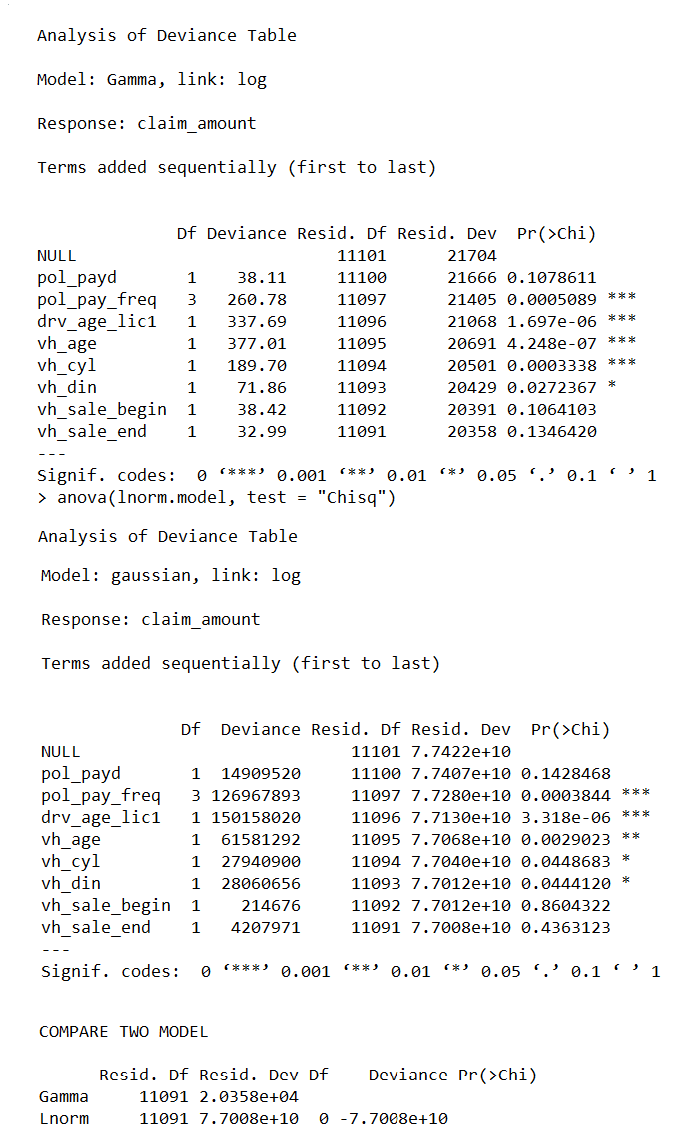 Analysis of Deviance Table
Model: Gamma, link: log
Response: claim_amount
Terms added sequentially (first to last)
Df Deviance Resid. Df Resid. Dev Pr(>Chi)
NULL 11101 21704
pol_payd 1 38.11 11100 21666 0.1078611
pol_pay_freq 3 260.78 11097 21405 0.0005089 ***
drv_age_lic1 1 337.69 11096 21068 1.697e-06 ***
vh_age 1 377.01 11095 20691 4.248e-07 ***
vh_cyl 1 189.70 11094 20501 0.0003338 ***
vh_din 1 71.86 11093 20429 0.0272367 *
vh_sale_begin 1 38.42 11092 20391 0.1064103
vh_sale_end 1 32.99 11091 20358 0.1346420
---
Signif. codes: 0 ‘***’ 0.001 ‘**’ 0.01 ‘*’ 0.05 ‘.’ 0.1 ‘ ’ 1
> anova(lnorm.model, test = "Chisq")
Analysis of Deviance Table
Model: gaussian, link: log
Response: claim_amount
Terms added sequentially (first to last)
Df Deviance Resid. Df Resid. Dev Pr(>Chi)
NULL 11101 7.7422e+10
pol_payd 1 14909520 11100 7.7407e+10 0.1428468
pol_pay_freq 3 126967893 11097 7.7280e+10 0.0003844 ***
drv_age_lic1 1 150158020 11096 7.7130e+10 3.318e-06 ***
vh_age 1 61581292 11095 7.7068e+10 0.0029023 **
vh_cyl 1 27940900 11094 7.7040e+10 0.0448683 *
vh_din 1 28060656 11093 7.7012e+10 0.0444120 *
vh_sale_begin 1 214676 11092 7.7012e+10 0.8604322
vh_sale_end 1 4207971 11091 7.7008e+10 0.4363123
---
Signif. codes: 0 ‘***’ 0.001 ‘**’ 0.01 ‘*’ 0.05 ‘.’ 0.1 ‘ ’ 1
COMPARE TWO MODEL
Resid. Df Resid. Dev Df Deviance Pr(>Chi)
Gamma 11091 2.0358e+04
Lnorm 11091 7.7008e+10 0 -7.7008e+10